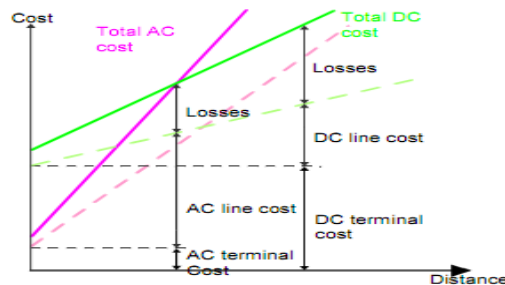 Cost
Total AC
cost
Total DC
cost
Losses
Losses
DC line cost
AC line cost
DC terminal
cost
AC terminal
Cost
Distance